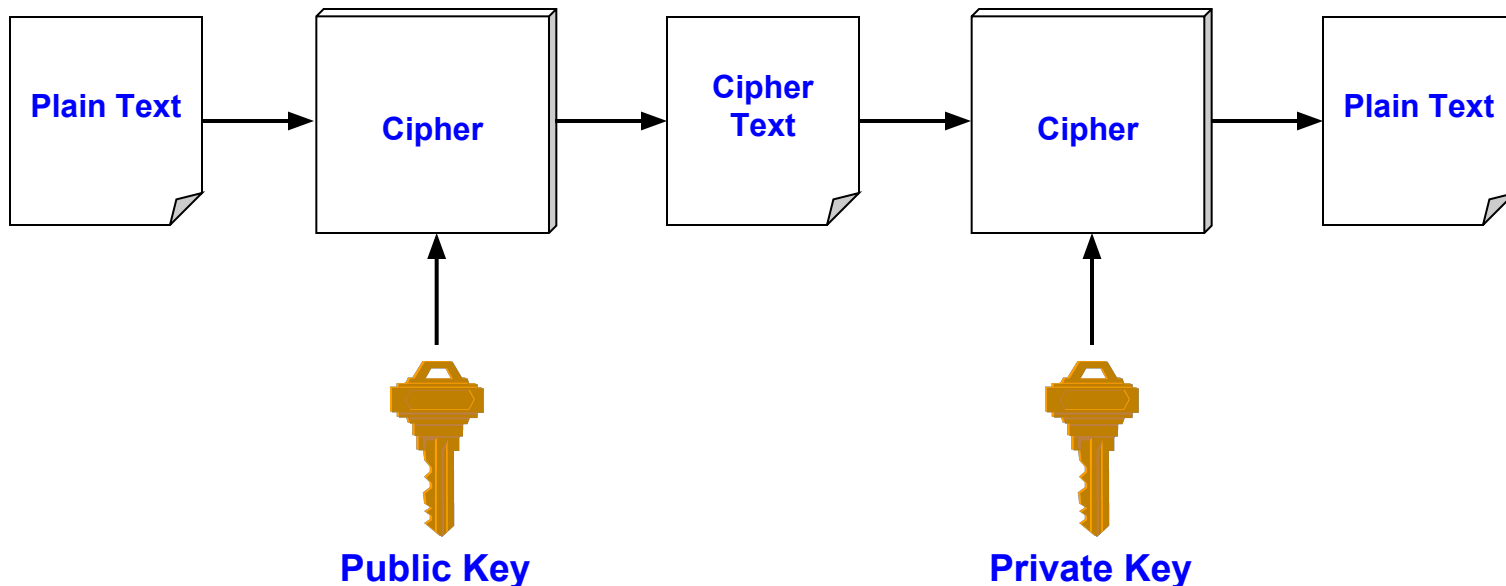 Plain Text
Cipher
Cipher
Text
Cipher
Plain Text
Public Key
Private Key